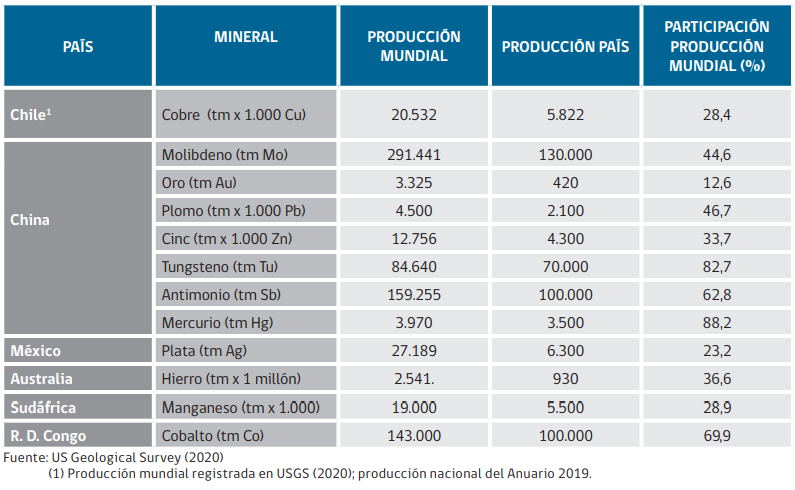 PAÍS MINERAL PRODUCCIÓN MUNDIAL PRODUCCIÓN PAÍS PARTICIPACIÓN PRODUCCIÓN MUNDIAL (%)
Chile¹ Cobre (tm x 1.000 Cu) 20.532 5.822 28,4
China Molibdeno (tm Mo) 291.441 130.000 44,6
Oro (tm Au) 3.325 420 12,6
Plomo (tm x 1.000 Pb) 4.500 2.100 46,7
Cinc (tm x 1.000 Zn) 12.756 4.300 33,7
Tungsteno (tm Tu) 84.640 70.000 82,7
Antimonio (tm Sb) 159.255 100.000 62,8
Mercurio (tm Hg) 3.970 3.500 88,2
México Plata (tm Ag) 27.189 6.300 23,2
Australia Hierro (tm x 1 millón) 2.541. 930 36,6
Sudáfrica Manganeso (tm x 1.000) 19.000 5.500 28,9
R. D. Congo Cobalto (tm Co) 143.000 100.000 69,9
Fuente: US Geological Survey (2020)
(1) Producción mundial registrada en USGS (2020); producción nacional del Anuario 2019.